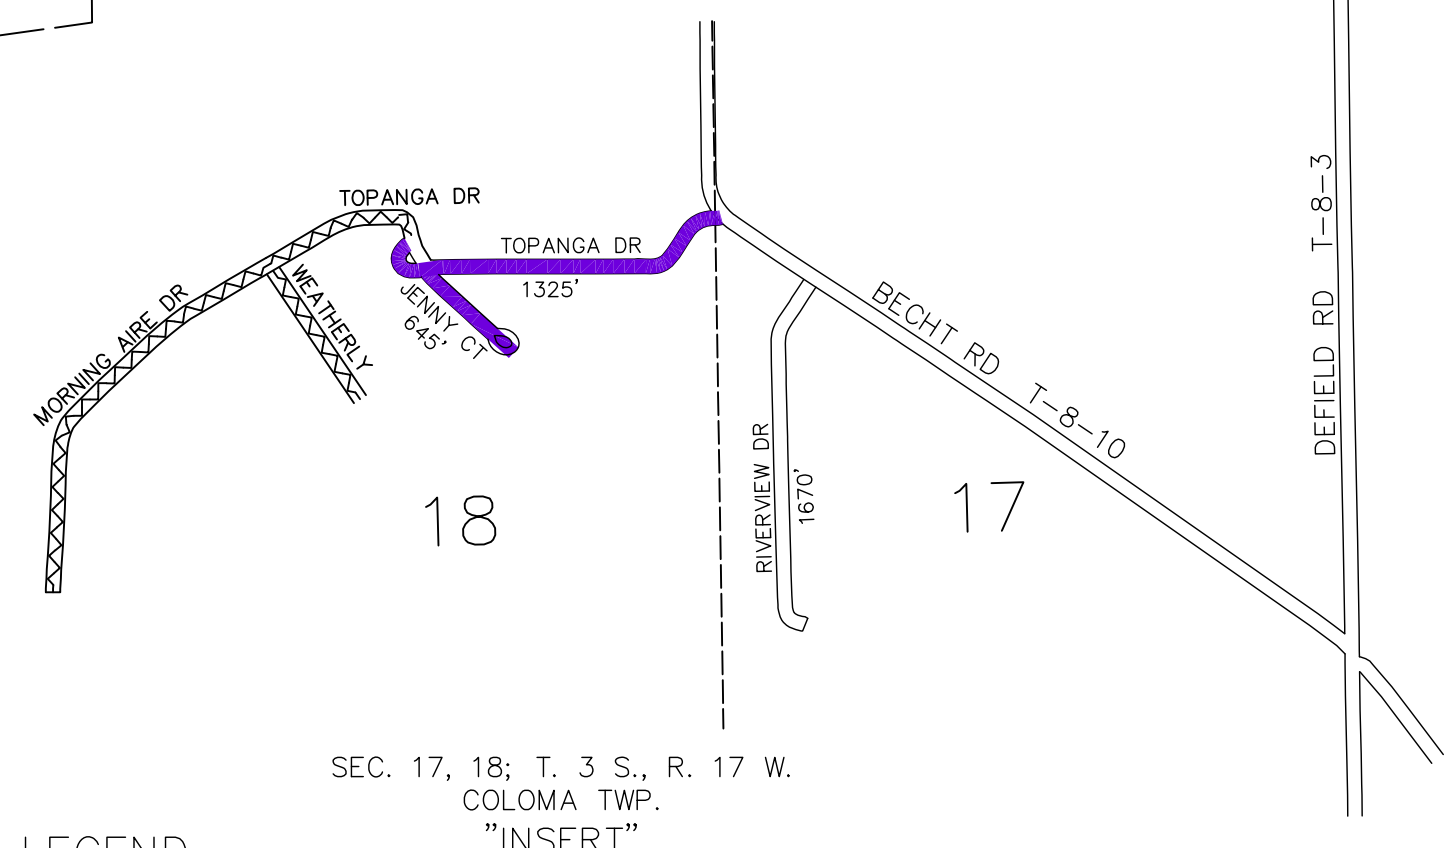 TOPANGA DR
TOPANGA DR
1325'
MORNING AIRE DR
WEATHERLY
JENNY CT
645'
BECHT RD T-8-10
DEFIELD RD T-8-3
RIVERVIEW DR
1670'
18
17
SEC. 17, 18; T. 3 S., R. 17 W.
COLOMA TWP.
"INSERT"
LEGEND